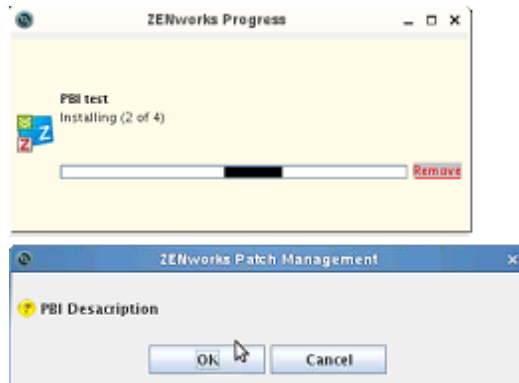 ZENworks Progress
PBI test
Installing (2 of 4)
Remove
ZENworks Patch Management
PBI Desacription
OK
Cancel